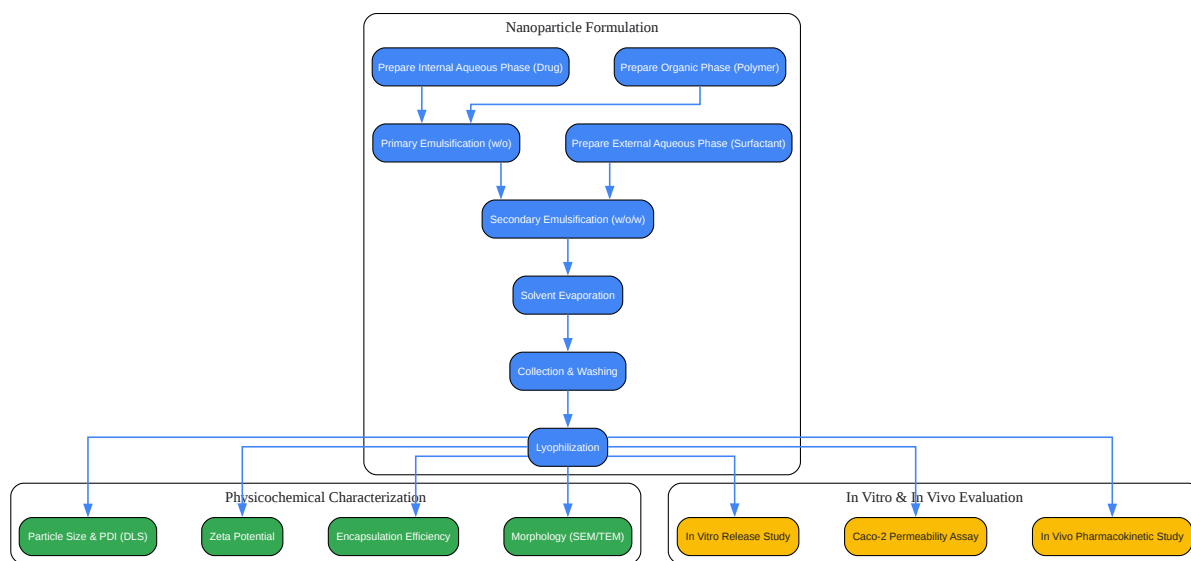 Nanoparticle Formulation
Prepare Internal Aqueous Phase (Drug)
Prepare Organic Phase (Polymer)
Primary Emulsification (w/o)
Prepare External Aqueous Phase (Surfactant)
Secondary Emulsification (w/o/w)
Solvent Evaporation
Collection & Washing
Lyophilization
Physicochemical Characterization
Particle Size & PDI (DLS)
Zeta Potential
Encapsulation Efficiency
Morphology (SEM/TEM)
In Vitro & In Vivo Evaluation
In Vitro Release Study
Caco-2 Permeability Assay
In Vivo Pharmacokinetic Study